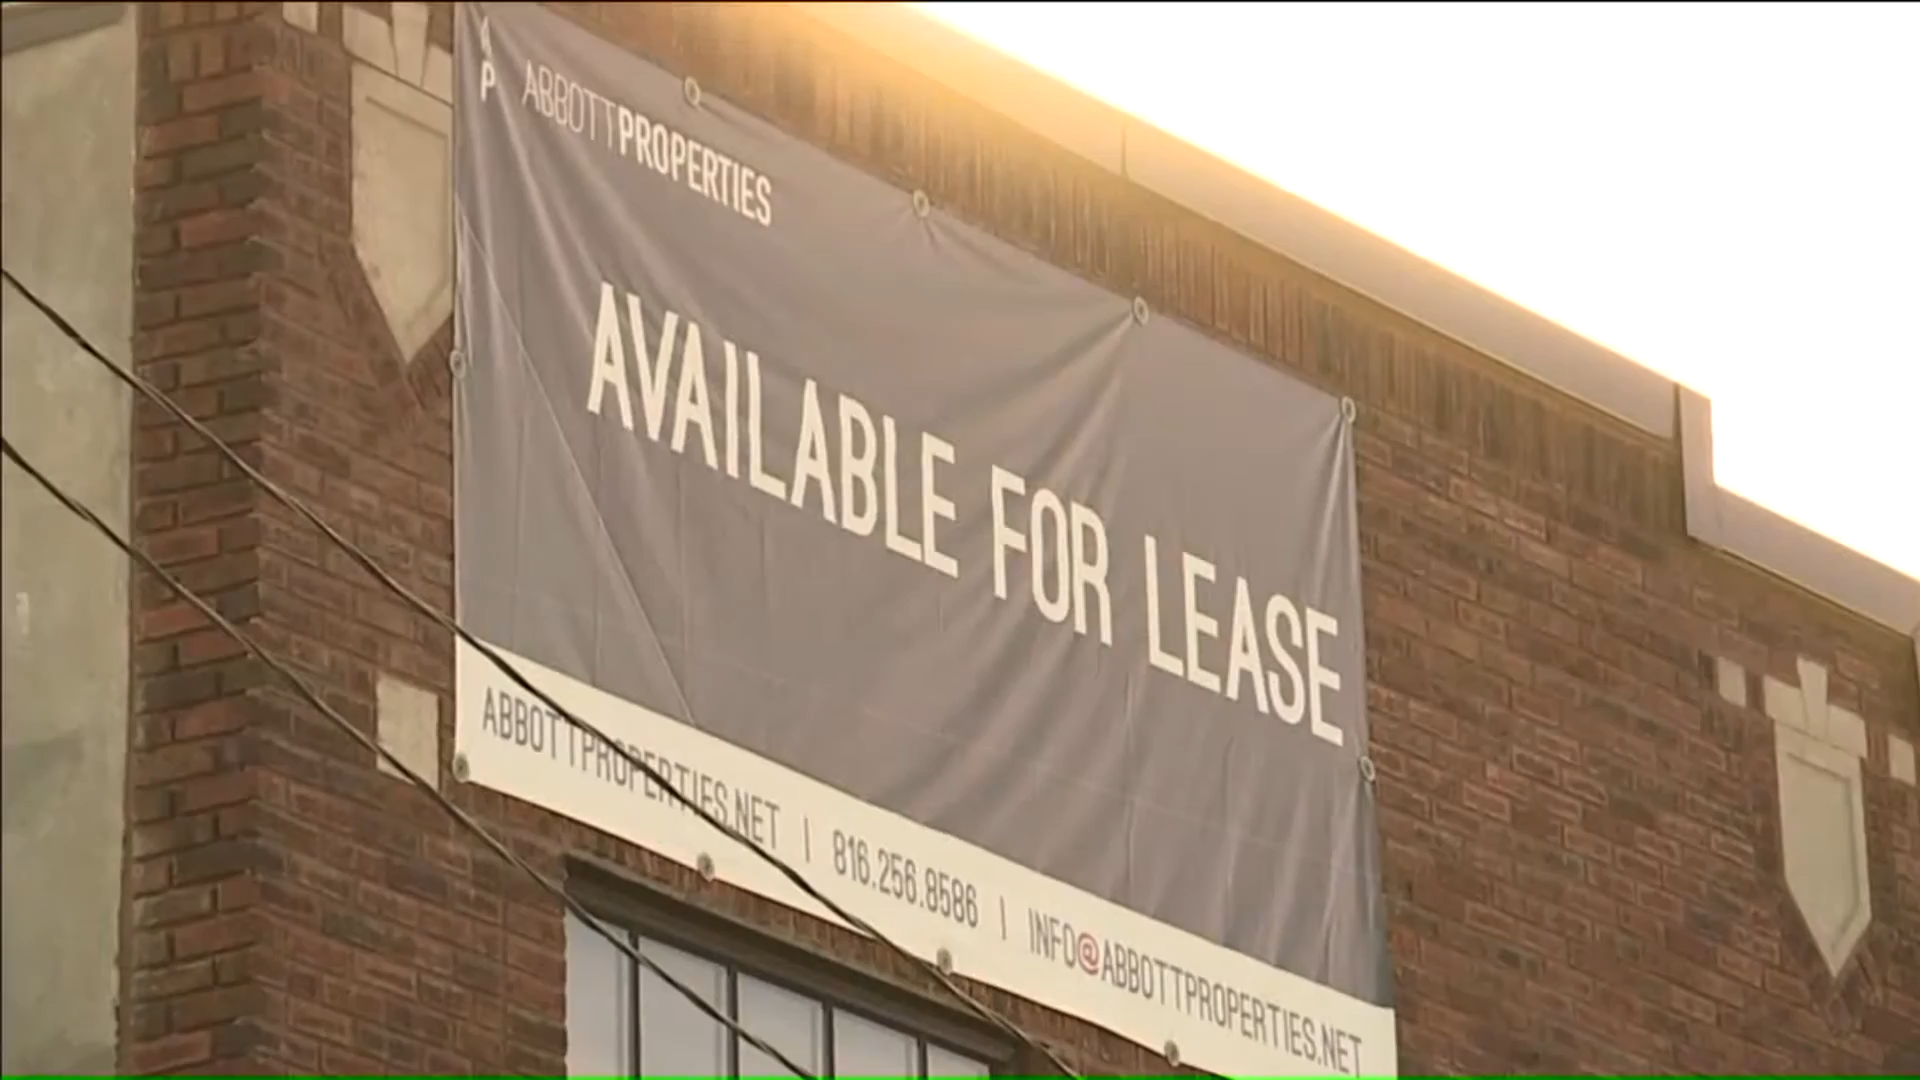 AP
ABBOTTPROPERTIES
AVAILABLE FOR LEASE
ABBOTTPROPERTIES.NET | 816.256.8586 | INFO@ABBOTTPROPERTIES.NET